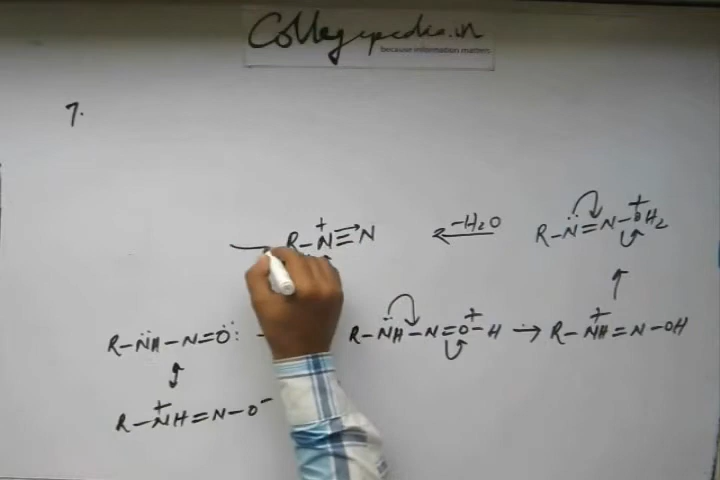 Collegepedia.in
because information matters
7.
R-N̈=N-O⁺H₂
R-N⁺≡N ← -H₂O
R-N̈H-N=Ö: R-N̈H-N=O⁺-H → R-N⁺H=N-OH
R-N⁺H=N-O⁻